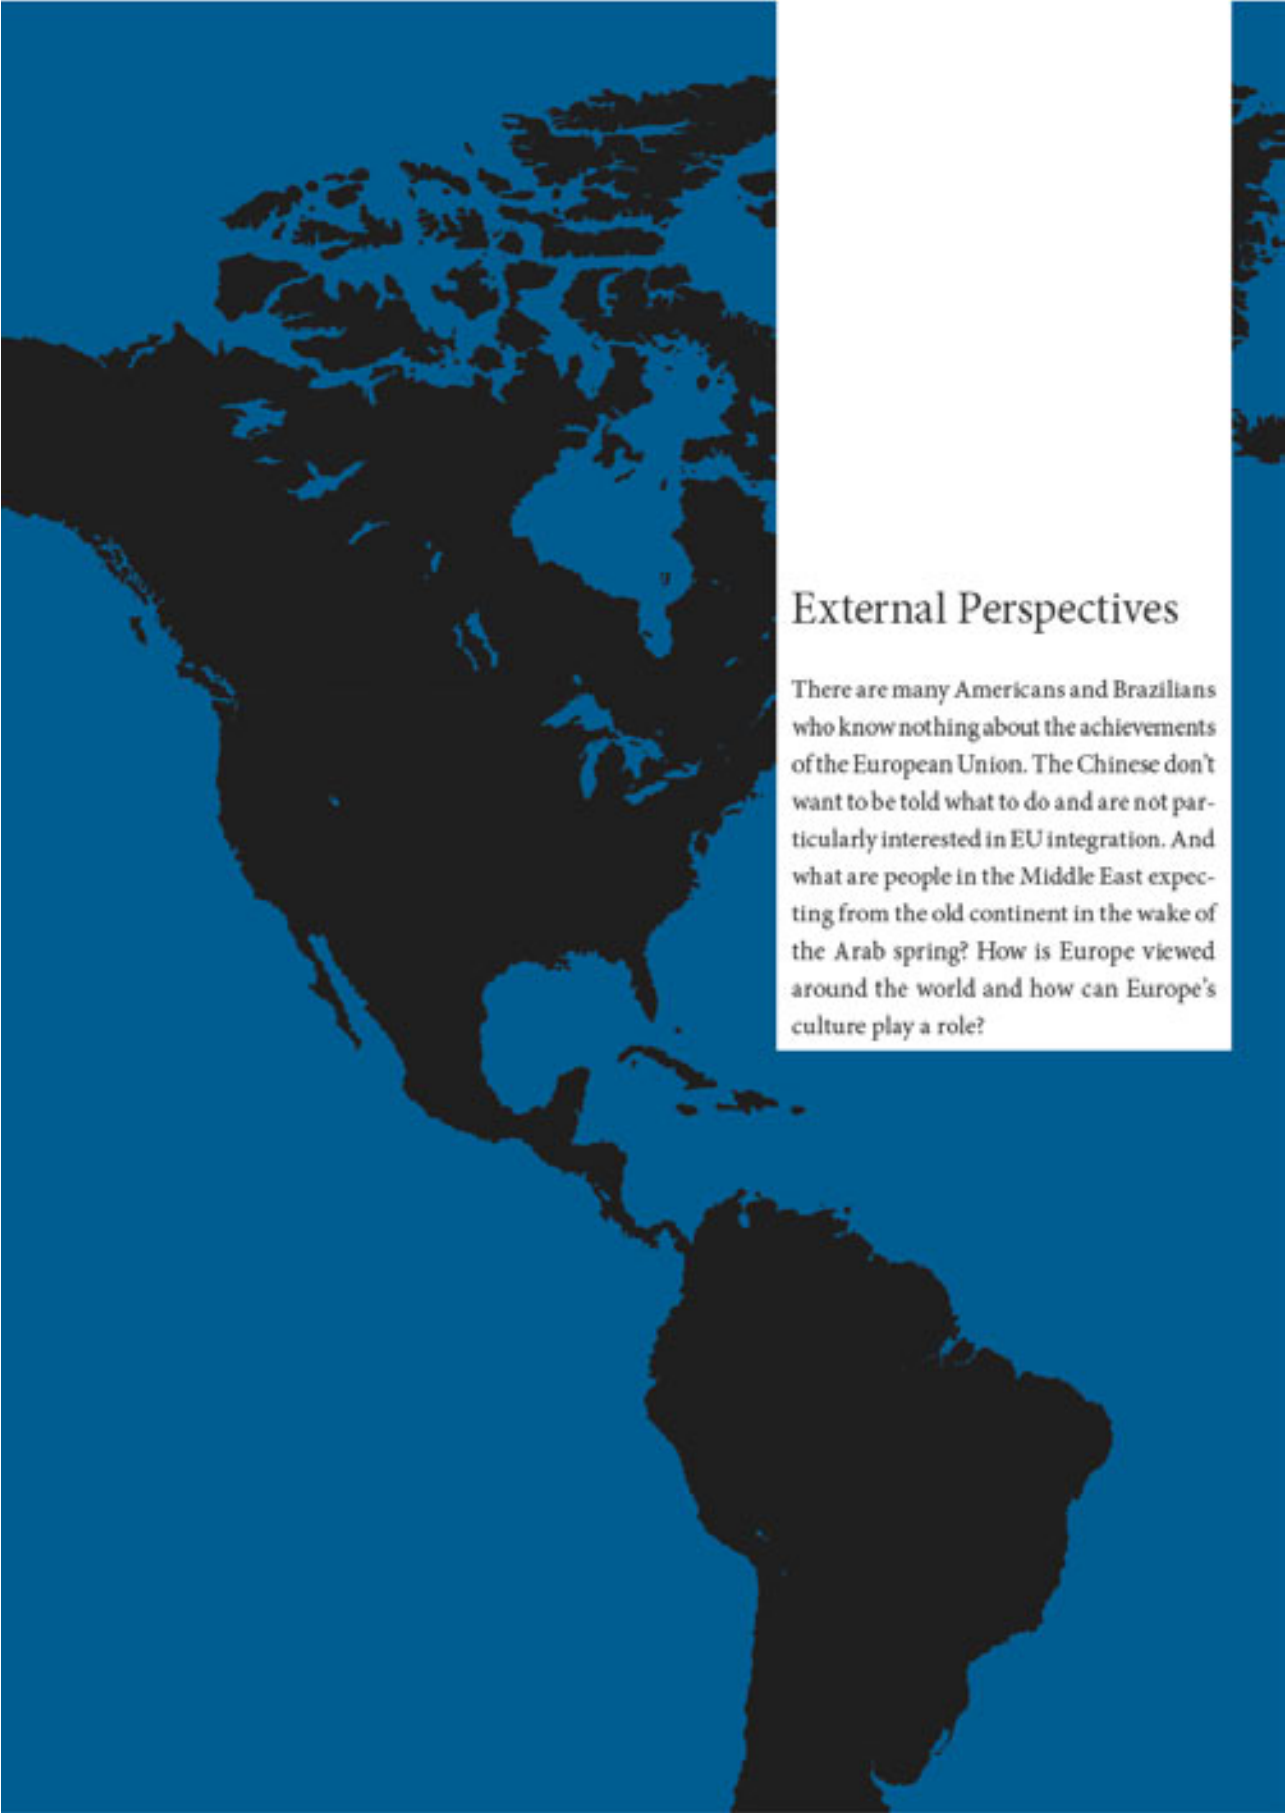 External Perspectives
There are many Americans and Brazilians
who know nothing about the achievements
of the European Union. The Chinese don't
want to be told what to do and are not par-
ticularly interested in EU integration. And
what are people in the Middle East expec-
ting from the old continent in the wake of
the Arab spring? How is Europe viewed
around the world and how can Europe's
culture play a role?